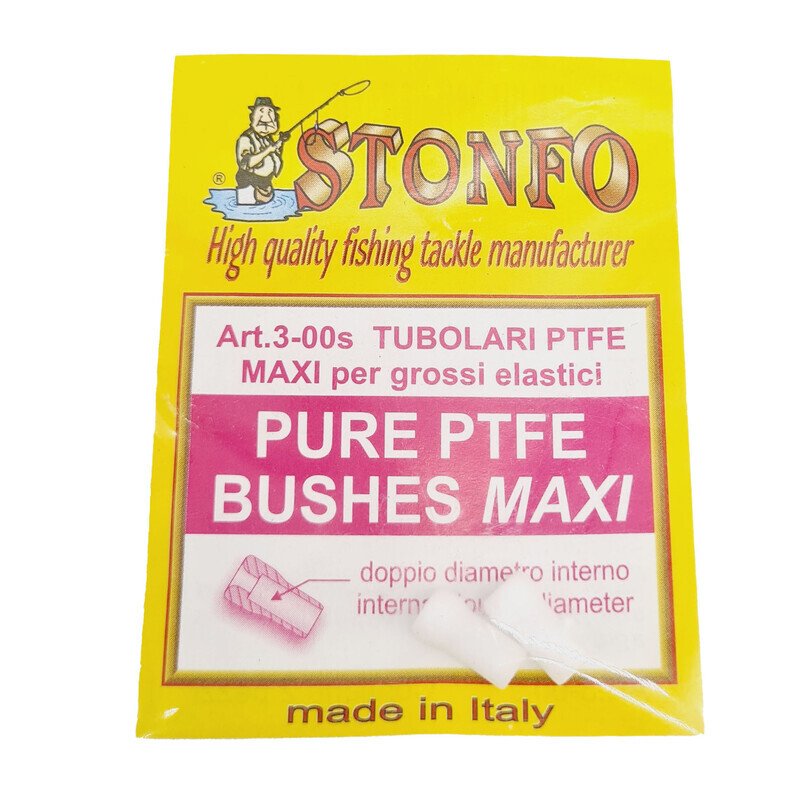 STONFO
®
High quality fishing tackle manufacturer
Art.3-00s TUBOLARI PTFE
MAXI per grossi elastici
PURE PTFE
BUSHES MAXI
doppio diametro interno
diameter
made in Italy